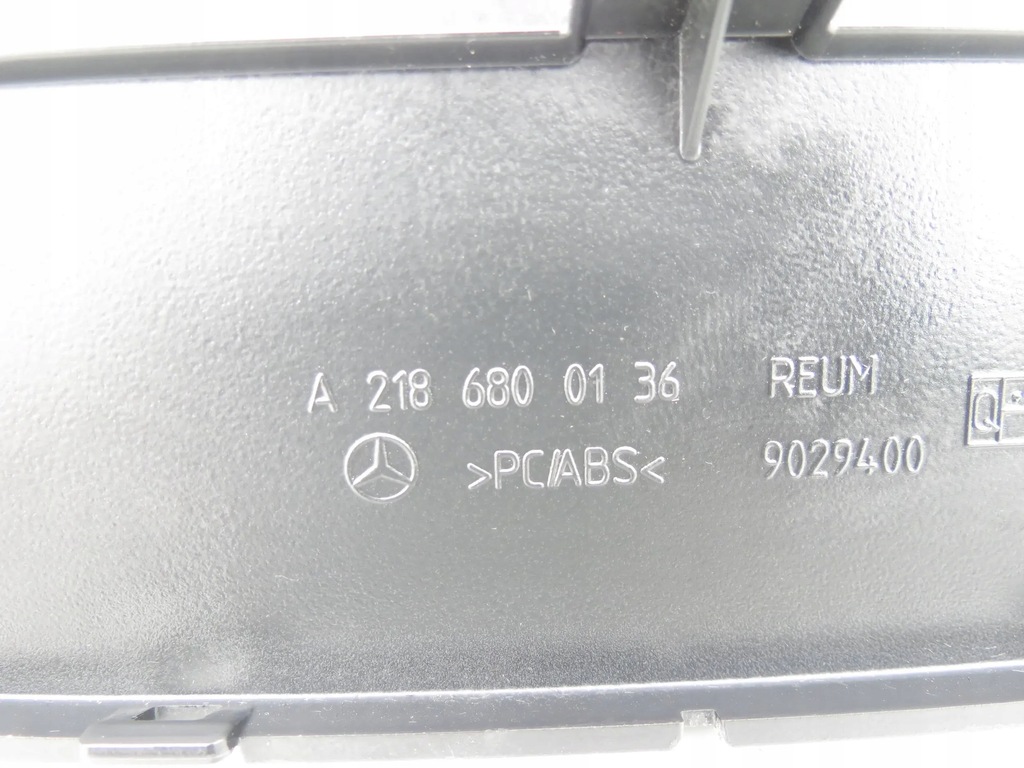 A 218 680 01 36
>PC/ABS<
REUM
9029400
Q